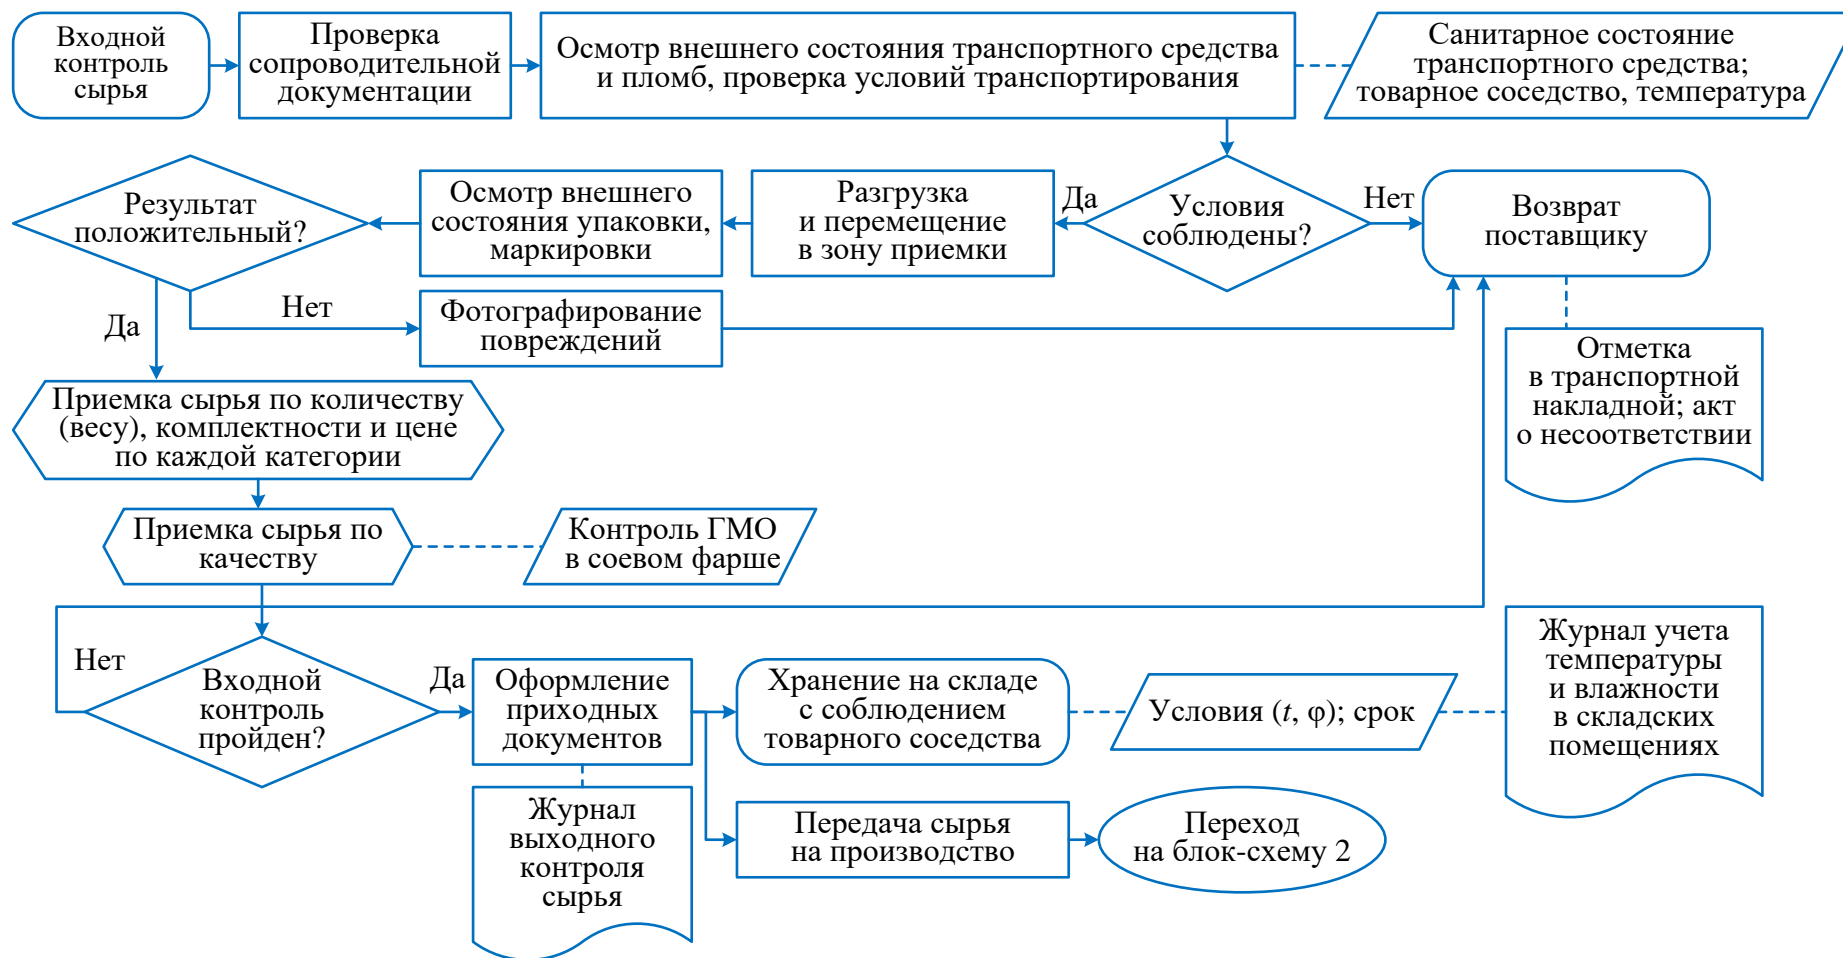 Входной
контроль
сырья
Проверка
сопроводительной
документации
Осмотр внешнего состояния транспортного средства
и пломб, проверка условий транспортирования
Санитарное состояние
транспортного средства;
товарное соседство, температура
Результат
положительный?
Осмотр внешнего
состояния упаковки,
маркировки
Разгрузка
и перемещение
в зону приемки
Да
Условия
соблюдены?
Нет
Возврат
поставщику
Да
Нет
Фотографирование
повреждений
Отметка
в транспортной
накладной; акт
о несоответствии
Приемка сырья по количеству
(весу), комплектности и цене
по каждой категории
Приемка сырья по
качеству
Контроль ГМО
в соевом фарше
Нет
Входной
контроль
пройден?
Да
Оформление
приходных
документов
Хранение на складе
с соблюдением
товарного соседства
Условия (t, φ); срок
Журнал учета
температуры
и влажности
в складских
помещениях
Журнал
выходного
контроля
сырья
Передача сырья
на производство
Переход
на блок-схему 2